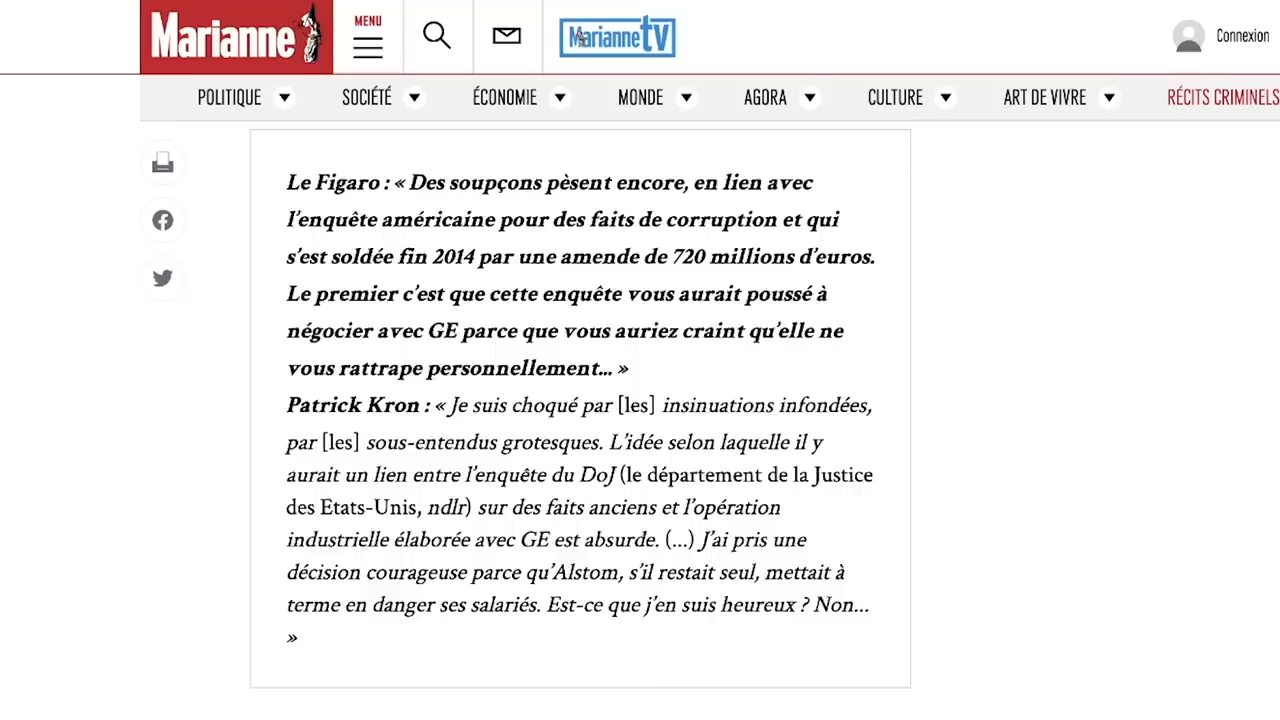 Marianne
MENU
MarianneTV
Connexion
POLITIQUE
SOCIÉTÉ
ÉCONOMIE
MONDE
AGORA
CULTURE
ART DE VIVRE
RÉCITS CRIMINELS
Le Figaro : « Des soupçons pèsent encore, en lien avec
l’enquête américaine pour des faits de corruption et qui
s’est soldée fin 2014 par une amende de 720 millions d’euros.
Le premier c’est que cette enquête vous aurait poussé à
négocier avec GE parce que vous auriez craint qu’elle ne
vous rattrape personnellement... »
Patrick Kron : « Je suis choqué par [les] insinuations infondées,
par [les] sous-entendus grotesques. L’idée selon laquelle il y
aurait un lien entre l’enquête du DoJ (le département de la Justice
des Etats-Unis, ndlr) sur des faits anciens et l’opération
industrielle élaborée avec GE est absurde. (...) J’ai pris une
décision courageuse parce qu’Alstom, s’il restait seul, mettait à
terme en danger ses salariés. Est-ce que j’en suis heureux ? Non...
»